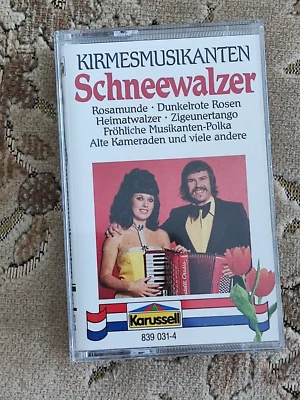 KIRMESMUSIKANTEN
Schneewalzer
Rosamunde · Dunkelrote Rosen
Heimatwalzer · Zigeunertango
Fröhliche Musikanten-Polka
Alte Kameraden und viele andere
Karussell
839 031-4